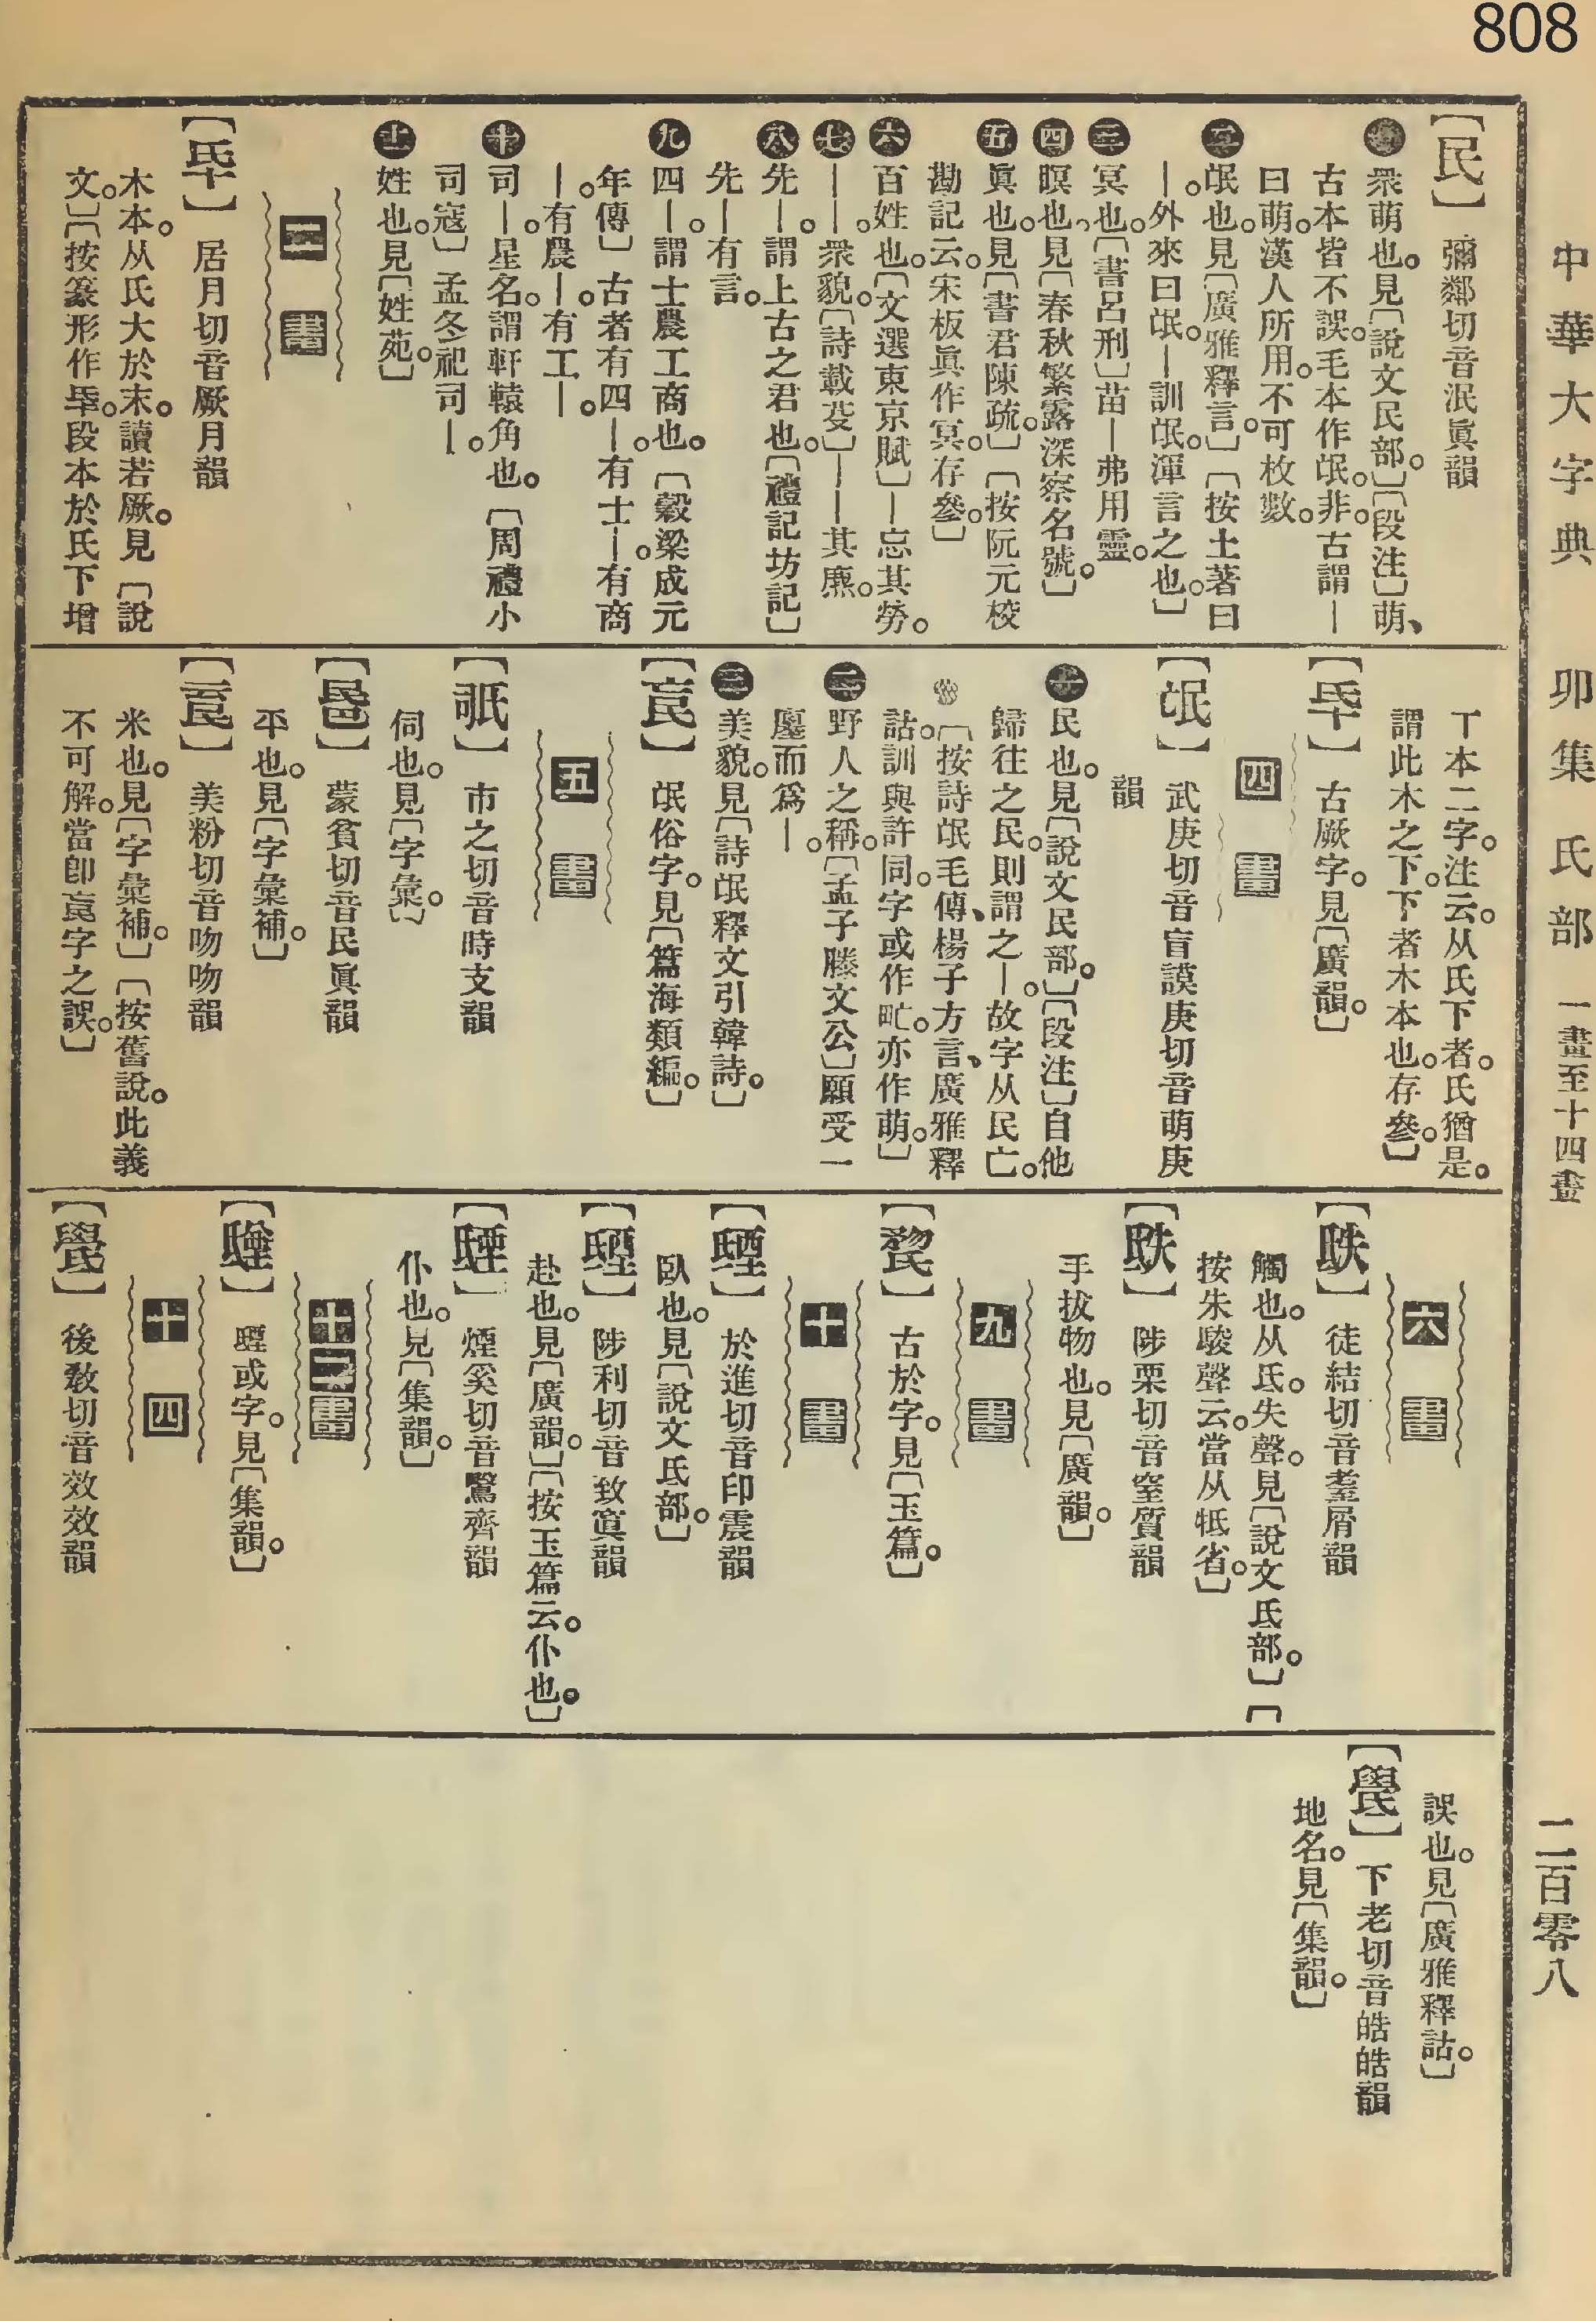 808
中華大字典 卯集 氏部 一畫至十四畫 二百零八
【民】 彌鄰切音泯眞韻
衆萌也。見〔說文民部。〕〔段注〕萌、
古本皆不誤。毛本作氓。非。古謂—
曰萌。漢人所用。不可枚數。
㊁氓也。見〔廣雅釋言。〕〔按土著曰
—。外來曰氓。—訓氓。渾言之也。〕
㊂冥也。〔書呂刑〕苗—弗用靈。
㊃瞑也、見〔春秋繁露深察名號。〕
㊄眞也。見〔書君陳疏。〕〔按阮元校
勘記云。宋板眞作冥。存參。〕
㊅百姓也。〔文選東京賦〕—忘其勞。
㊆——。衆貌。〔詩載芟〕——其麃。
㊇先—。謂上古之君也。〔禮記坊記〕
先—有言。
㊈四—。謂士農工商也。〔穀梁成元
年傳〕古者有四—。有士—。有商
—。有農—。有工—。
㊉司—。星名。謂軒轅角也。〔周禮小
司寇〕孟冬祀司—。
姓也。見〔姓苑。〕
二畫
【𣱅】 居月切音厥月韻
木本。从氏大於末。讀若厥。見〔說
文。〕〔按篆形作𣱅。段本於氏下增
丅本二字。注云。从氏下者。氏猶是。
謂此木之下。下者木本也。存參。〕
【𣱏】 古厥字。見〔廣韻。〕
四畫
【氓】 武庚切音盲謨庚切音萌庚
韻
民也。見〔說文民部。〕〔段注〕自他
歸往之民。則謂之—。故字从民亡。
〔按詩氓毛傳、楊子方言、廣雅釋
詁。訓與許同。字或作甿。亦作萌。〕
㊁野人之稱。〔孟子滕文公〕願受一
廛而爲—。
㊂美貌。見〔詩氓釋文引韓詩。〕
氓俗字。見〔篇海類編。〕
五畫
市之切音時支韻
伺也。見〔字彙。〕
蒙貧切音民眞韻
平也。見〔字彙補。〕
美粉切音吻吻韻
米也。見〔字彙補。〕〔按舊說。此義
不可解。當卽字之誤。〕
六畫
【𣱌】 徒結切音耋屑韻
觸也。从氐。失聲。見〔說文氐部。〕〔
按朱駿聲云。當从牴省。〕
陟栗切音窒質韻
手拔物也。見〔廣韻。〕
九畫
古於字。見〔玉篇。〕
十畫
於進切音印震韻
臥也。見〔說文氐部。〕
陟利切音致寘韻
赴也。見〔廣韻。〕〔按玉篇云。仆也。〕
煙奚切音鷖齊韻
仆也。見〔集韻。〕
十二畫
或字。見〔集韻。〕
十四
後敎切音效效韻
誤也。見〔廣雅釋詁。〕
下老切音皓皓韻
地名。見〔集韻。〕